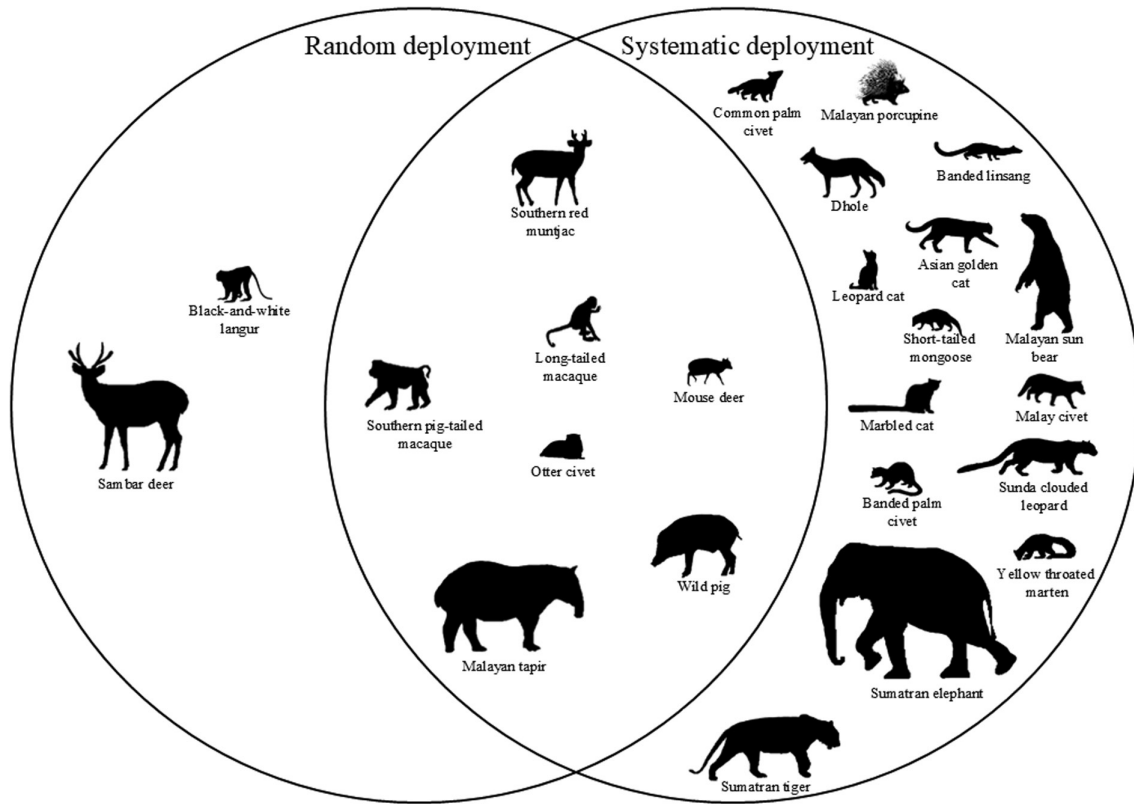 Random deployment
Systematic deployment
Common palm
civet
Malayan porcupine
Banded linsang
Dhole
Southern red
muntjac
Asian golden
cat
Leopard cat
Black-and-white
langur
Short-tailed
mongoose
Malayan sun
bear
Long-tailed
macaque
Mouse deer
Southern pig-tailed
macaque
Marbled cat
Malay civet
Otter civet
Sambar deer
Banded palm
civet
Sunda clouded
leopard
Wild pig
Yellow throated
marten
Malayan tapir
Sumatran elephant
Sumatran tiger